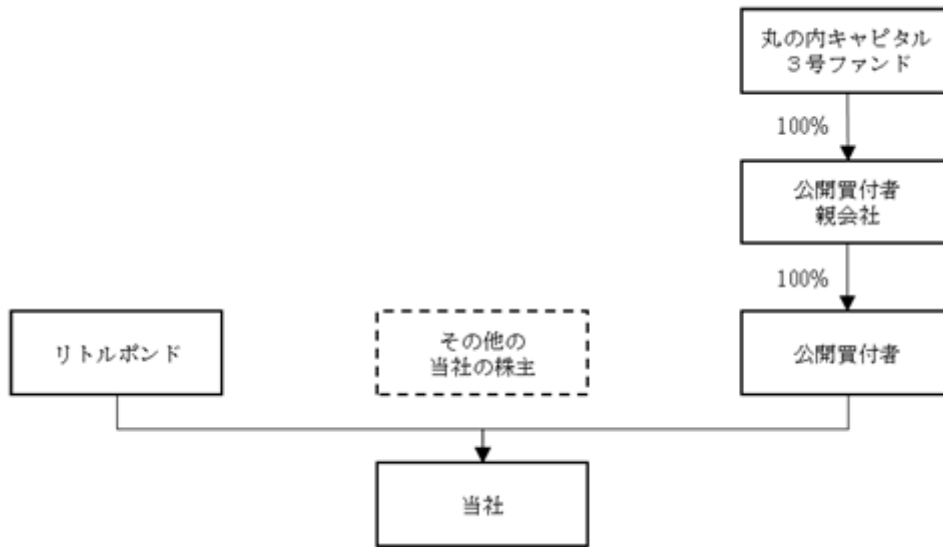 丸の内キャピタル
３号ファンド
100%
公開買付者
親会社
100%
リトルポンド
その他の
当社の株主
公開買付者
当社